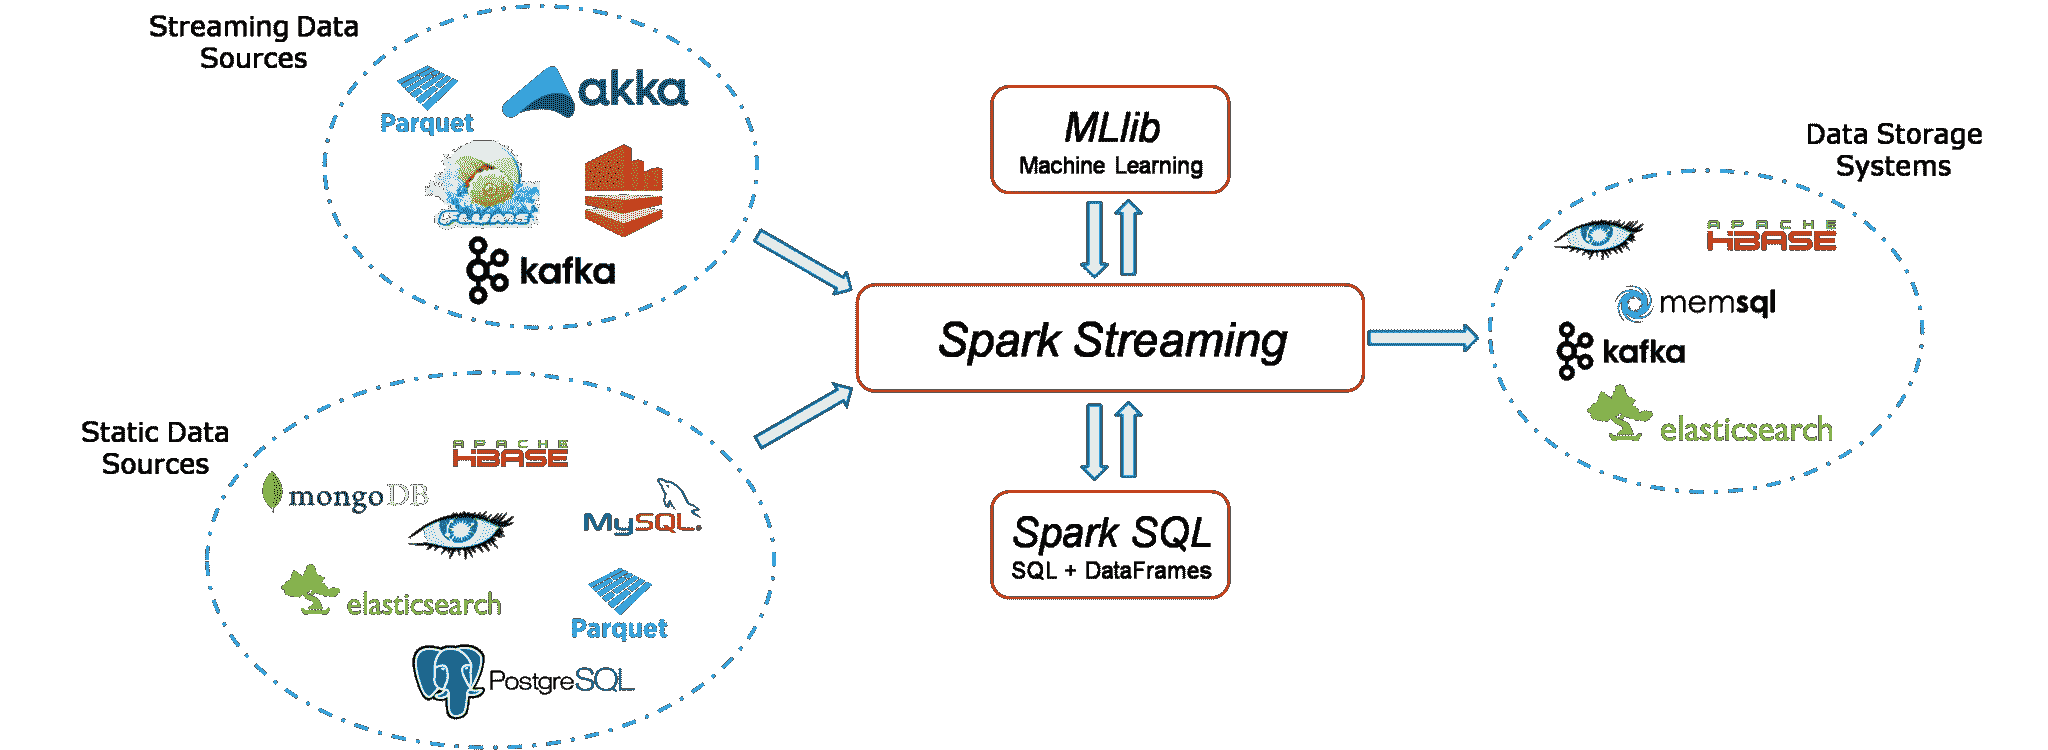 Streaming Data
Sources
akka
Parquet
Flume
kafka
Static Data
Sources
APACHE
HBASE
mongoDB
MySQL.
elasticsearch
Parquet
PostgreSQL
MLlib
Machine Learning
Spark Streaming
Spark SQL
SQL + DataFrames
Data Storage
Systems
APACHE
HBASE
memsql
kafka
elasticsearch